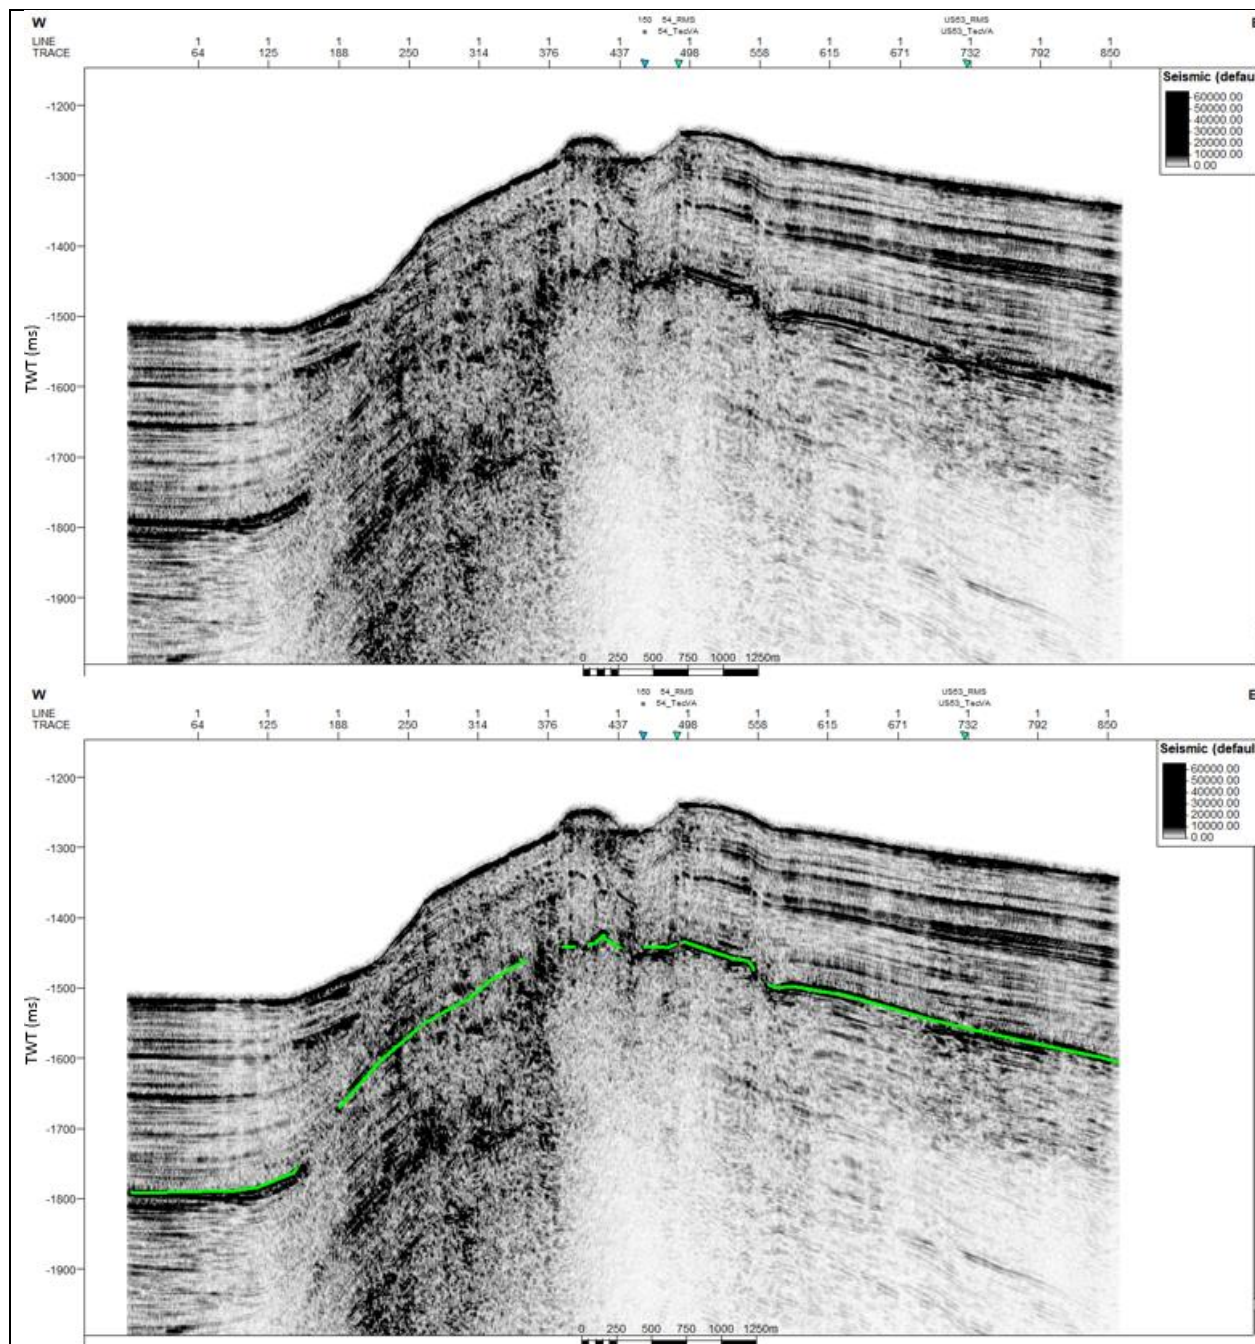 W 160 54_RMS US53_RMS E
54_TecVA US53_TecVA
LINE 1 1 1 1 1 1 1 1 1 1 1 1 1 1
TRACE 64 125 188 250 314 376 437 498 558 615 671 732 792 850
Seismic (defau
60000.00
50000.00
40000.00
30000.00
20000.00
10000.00
0.00
-1200
-1300
-1400
-1500
-1600
-1700
-1800
-1900
TWT (ms)
0 250 500 750 1000 1250m
W 160 54_RMS US53_RMS E
54_TecVA US53_TecVA
LINE 1 1 1 1 1 1 1 1 1 1 1 1 1 1
TRACE 64 125 188 250 314 376 437 498 558 615 671 732 792 850
Seismic (defaul
60000.00
50000.00
40000.00
30000.00
20000.00
10000.00
0.00
-1200
-1300
-1400
-1500
-1600
-1700
-1800
-1900
TWT (ms)
0 250 500 750 1000 1250m